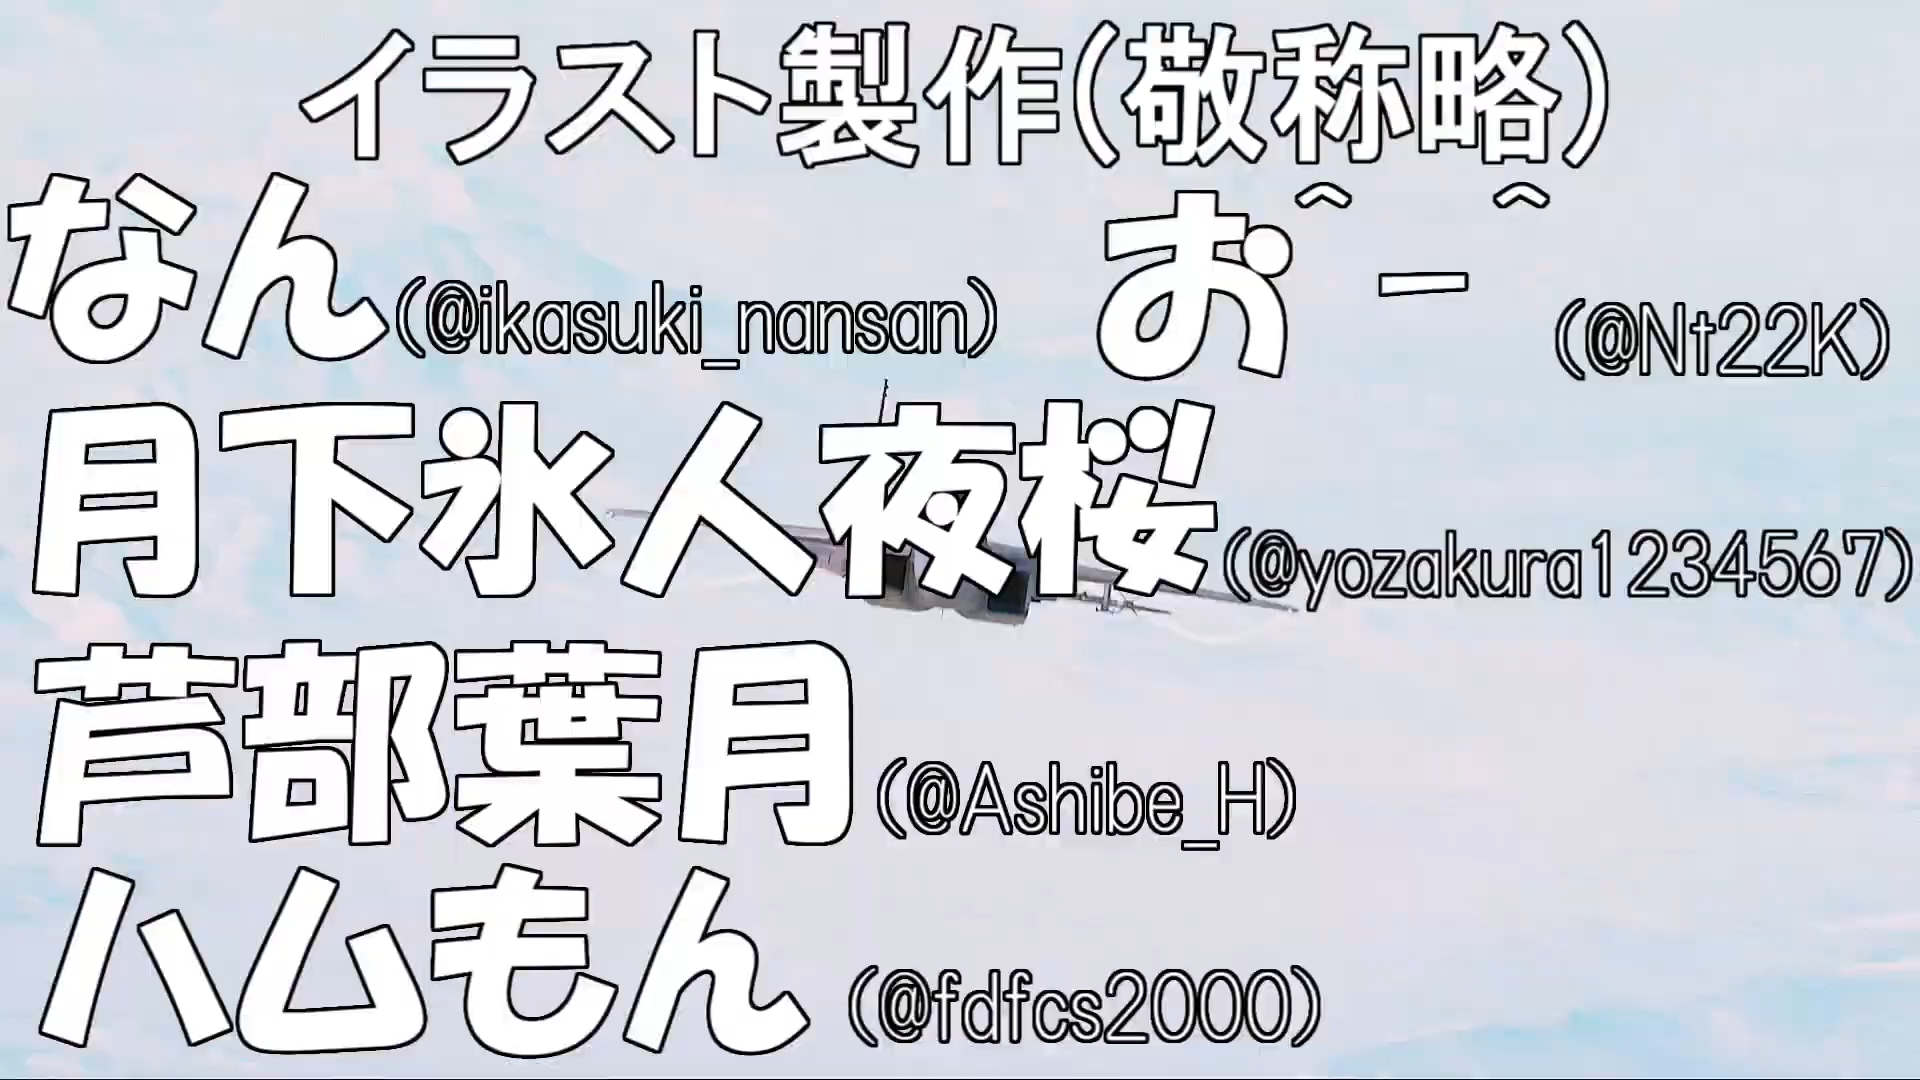 イラスト製作(敬称略)
なん(@ikasuki_nansan) お^ー^(@Nt22K)
月下氷人夜桜(@yozakura1234567)
芦部葉月(@Ashibe_H)
ハムもん(@fdfcs2000)